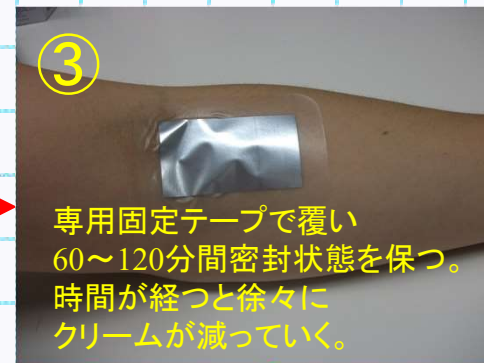 ③
専用固定テープで覆い
60～120分間密封状態を保つ。
時間が経つと徐々に
クリームが減っていく。